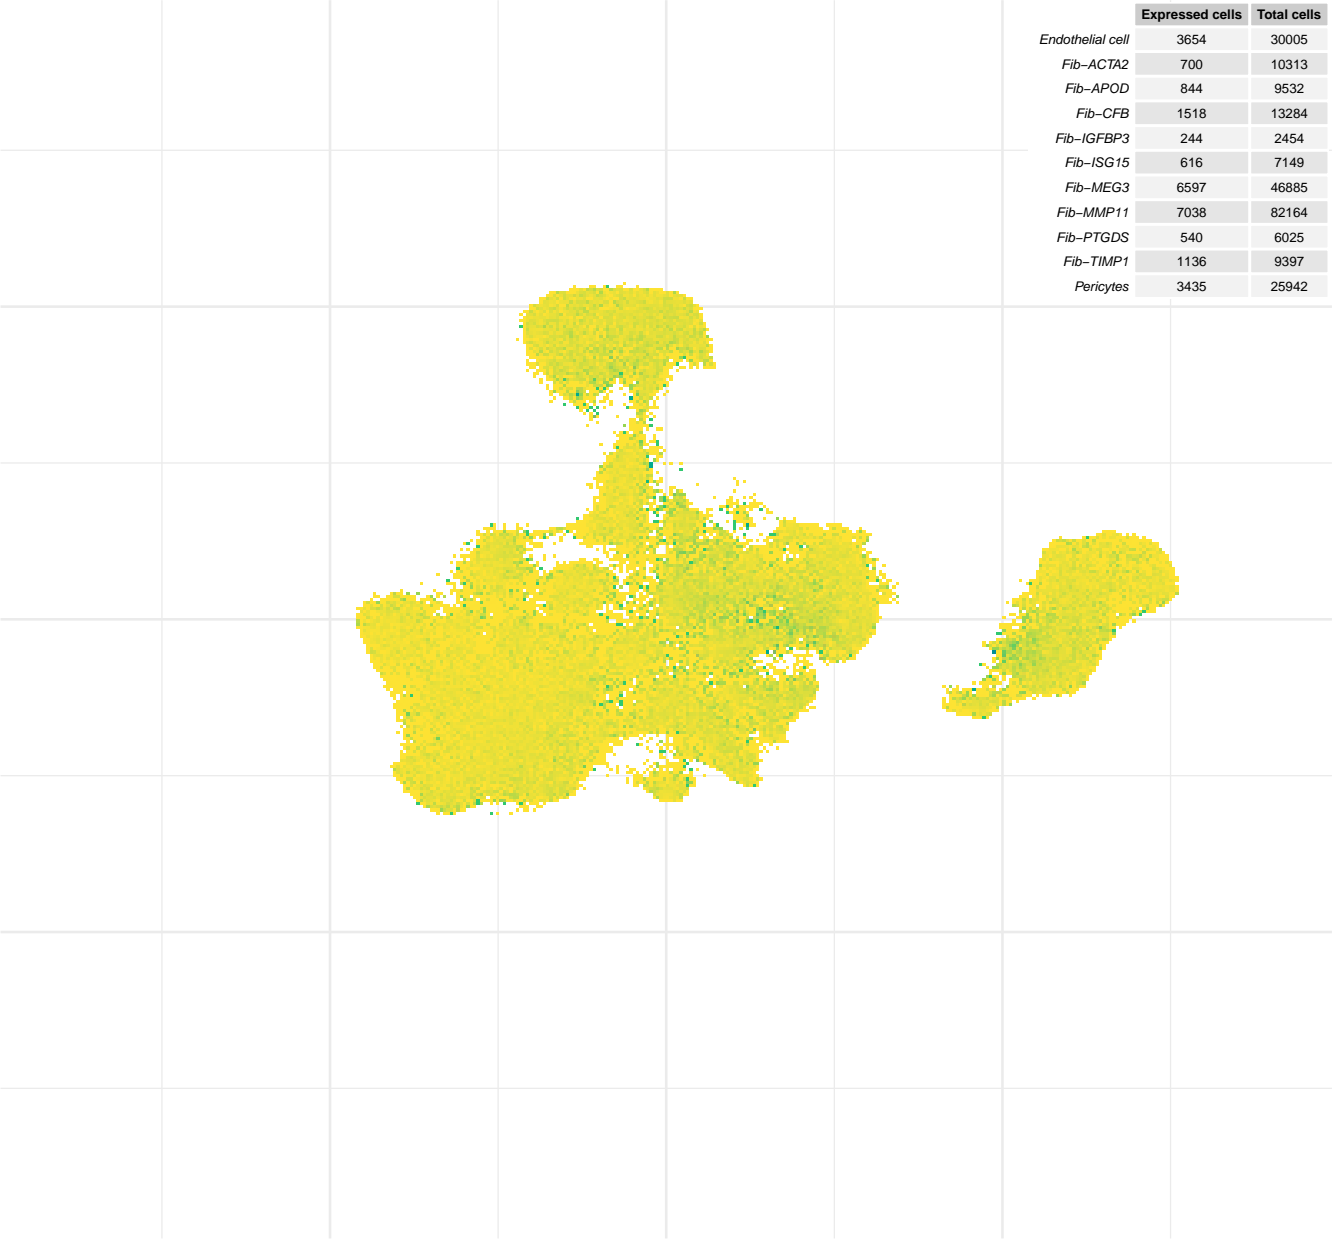 Expressed cells Total cells
Endothelial cell 3654 30005
Fib−ACTA2 700 10313
Fib−APOD 844 9532
Fib−CFB 1518 13284
Fib−IGFBP3 244 2454
Fib−ISG15 616 7149
Fib−MEG3 6597 46885
Fib−MMP11 7038 82164
Fib−PTGDS 540 6025
Fib−TIMP1 1136 9397
Pericytes 3435 25942